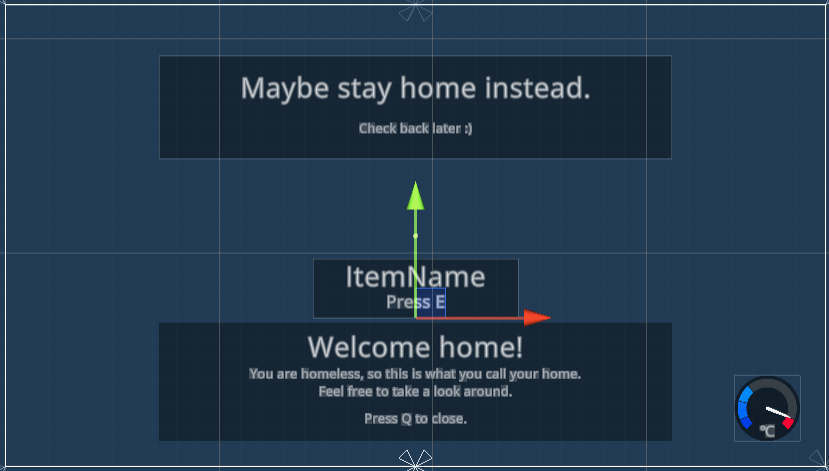 Maybe stay home instead.
Check back later :)
ItemName
Press E
Welcome home!
You are homeless, so this is what you call your home.
Feel free to take a look around.
Press Q to close.
°C